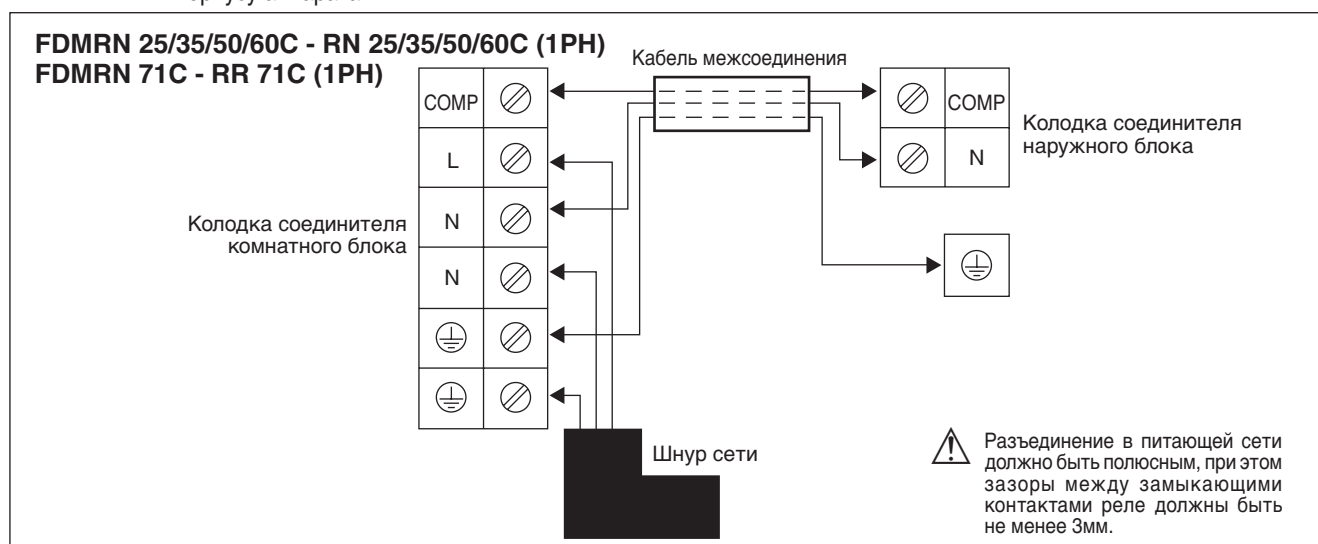 FDMRN 25/35/50/60C - RN 25/35/50/60C (1PH)
FDMRN 71C - RR 71C (1PH)
Кабель межсоединения
COMP
L
N
N
Колодка соединителя
комнатного блока
COMP
N
Колодка соединителя
наружного блока
Шнур сети
Разъединение в питающей сети
должно быть полюсным, при этом
зазоры между замыкающими
контактами реле должны быть
не менее 3мм.